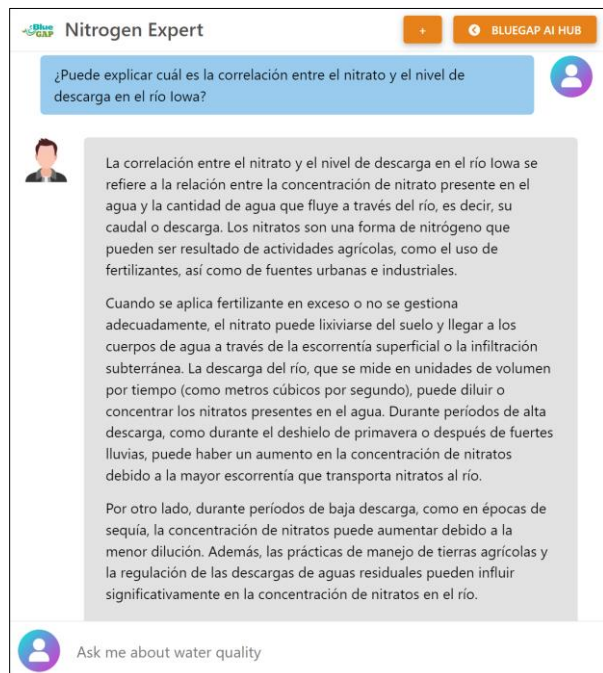 Blue GAP Nitrogen Expert + BLUEGAP AI HUB
¿Puede explicar cuál es la correlación entre el nitrato y el nivel de
descarga en el río Iowa?
La correlación entre el nitrato y el nivel de descarga en el río Iowa se
refiere a la relación entre la concentración de nitrato presente en el
agua y la cantidad de agua que fluye a través del río, es decir, su
caudal o descarga. Los nitratos son una forma de nitrógeno que
pueden ser resultado de actividades agrícolas, como el uso de
fertilizantes, así como de fuentes urbanas e industriales.
Cuando se aplica fertilizante en exceso o no se gestiona
adecuadamente, el nitrato puede lixiviarse del suelo y llegar a los
cuerpos de agua a través de la escorrentía superficial o la infiltración
subterránea. La descarga del río, que se mide en unidades de volumen
por tiempo (como metros cúbicos por segundo), puede diluir o
concentrar los nitratos presentes en el agua. Durante períodos de alta
descarga, como durante el deshielo de primavera o después de fuertes
lluvias, puede haber un aumento en la concentración de nitratos
debido a la mayor escorrentía que transporta nitratos al río.
Por otro lado, durante períodos de baja descarga, como en épocas de
sequía, la concentración de nitratos puede aumentar debido a la
menor dilución. Además, las prácticas de manejo de tierras agrícolas y
la regulación de las descargas de aguas residuales pueden influir
significativamente en la concentración de nitratos en el río.
Ask me about water quality